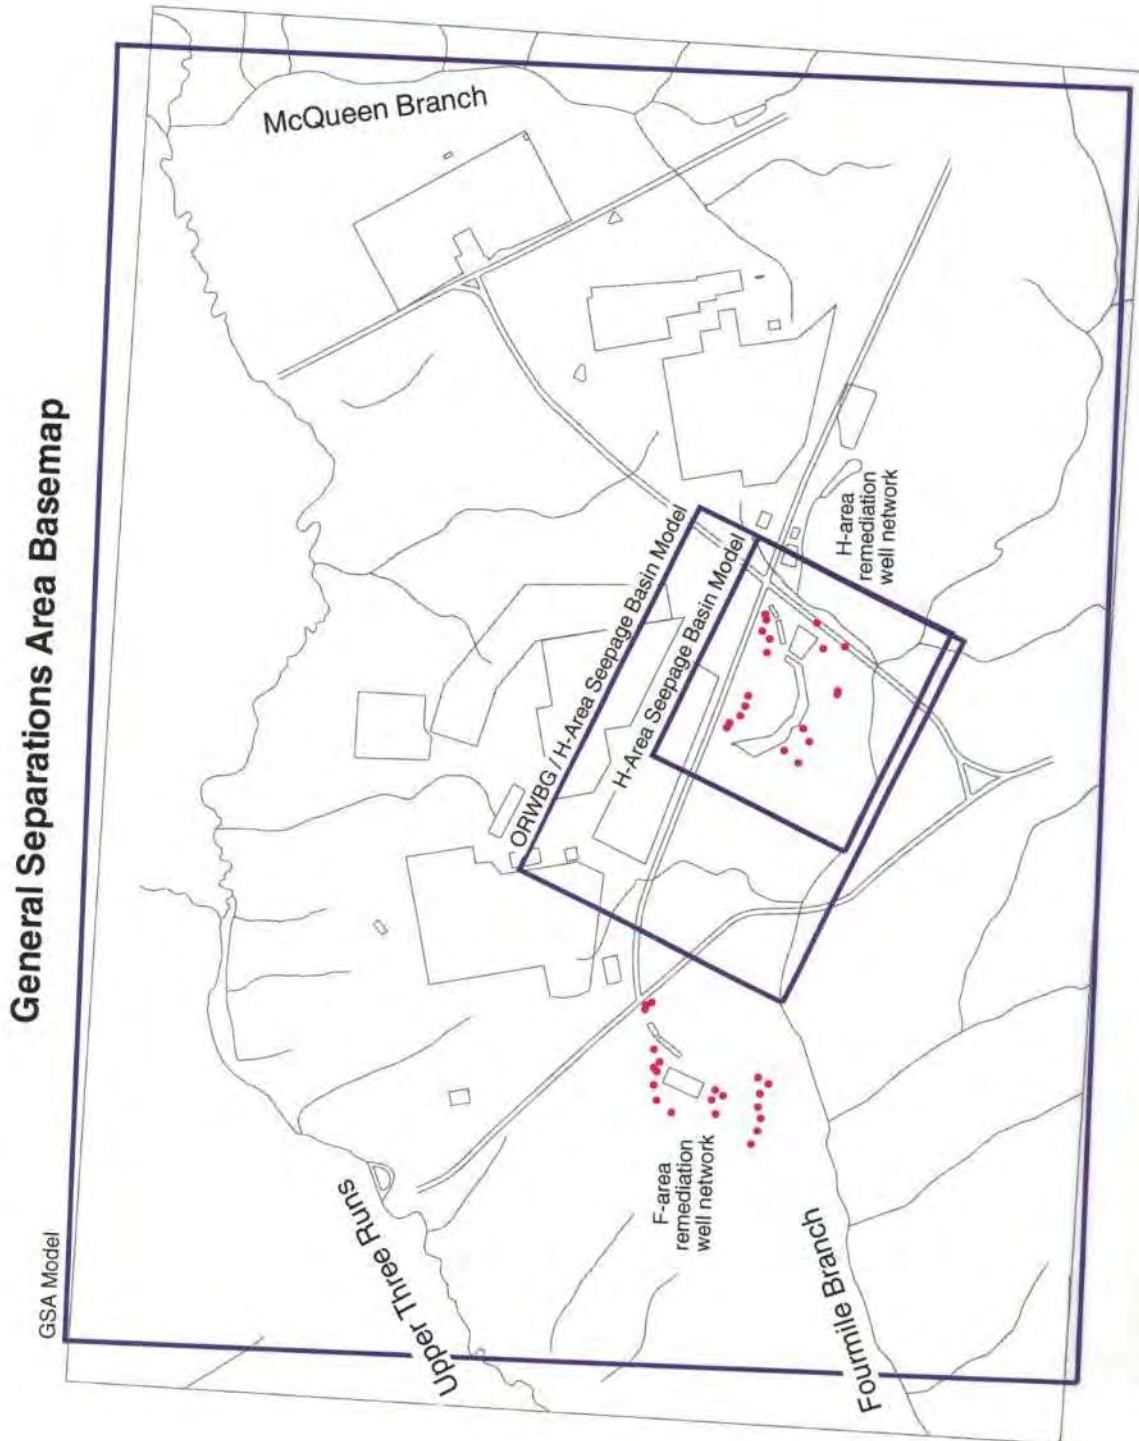 General Separations Area Basemap
GSA Model
McQueen Branch
ORWBG / H-Area Seepage Basin Model
H-Area Seepage Basin Model
H-area
remediation
well network
F-area
remediation
well network
Upper Three Runs
Fourmile Branch